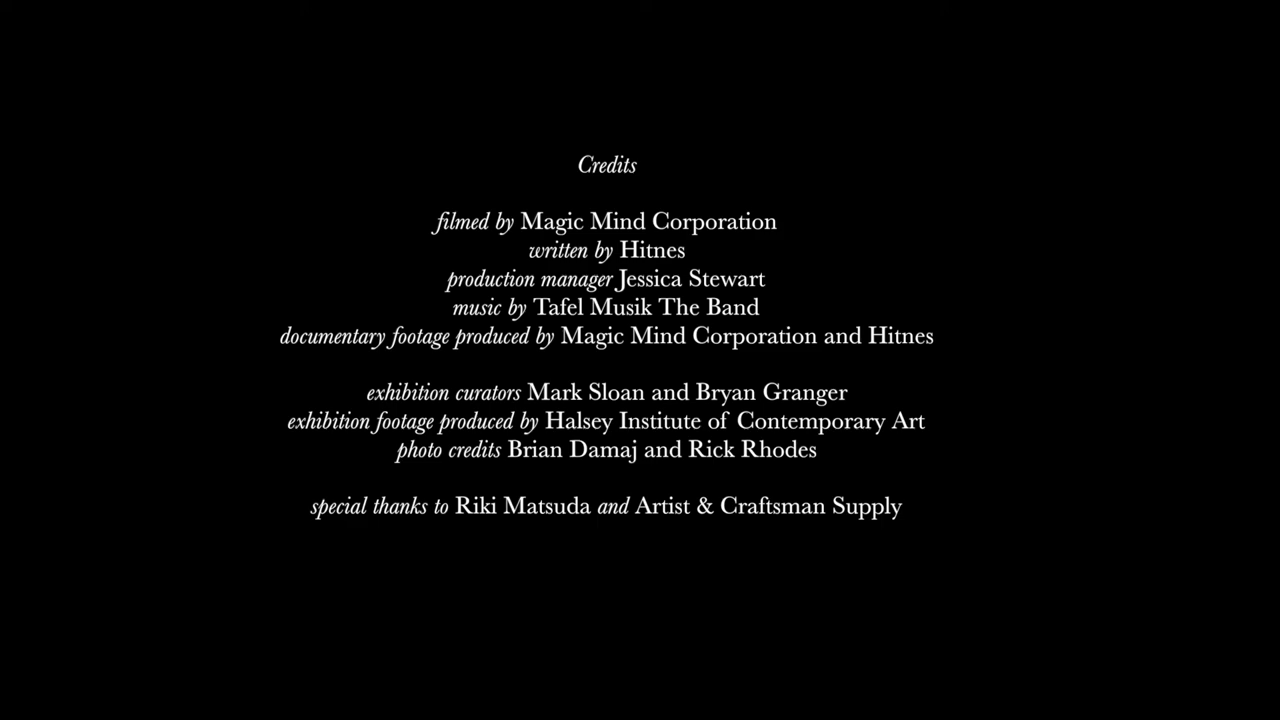 Credits
filmed by Magic Mind Corporation
written by Hitnes
production manager Jessica Stewart
music by Tafel Musik The Band
documentary footage produced by Magic Mind Corporation and Hitnes
exhibition curators Mark Sloan and Bryan Granger
exhibition footage produced by Halsey Institute of Contemporary Art
photo credits Brian Damaj and Rick Rhodes
special thanks to Riki Matsuda and Artist & Craftsman Supply